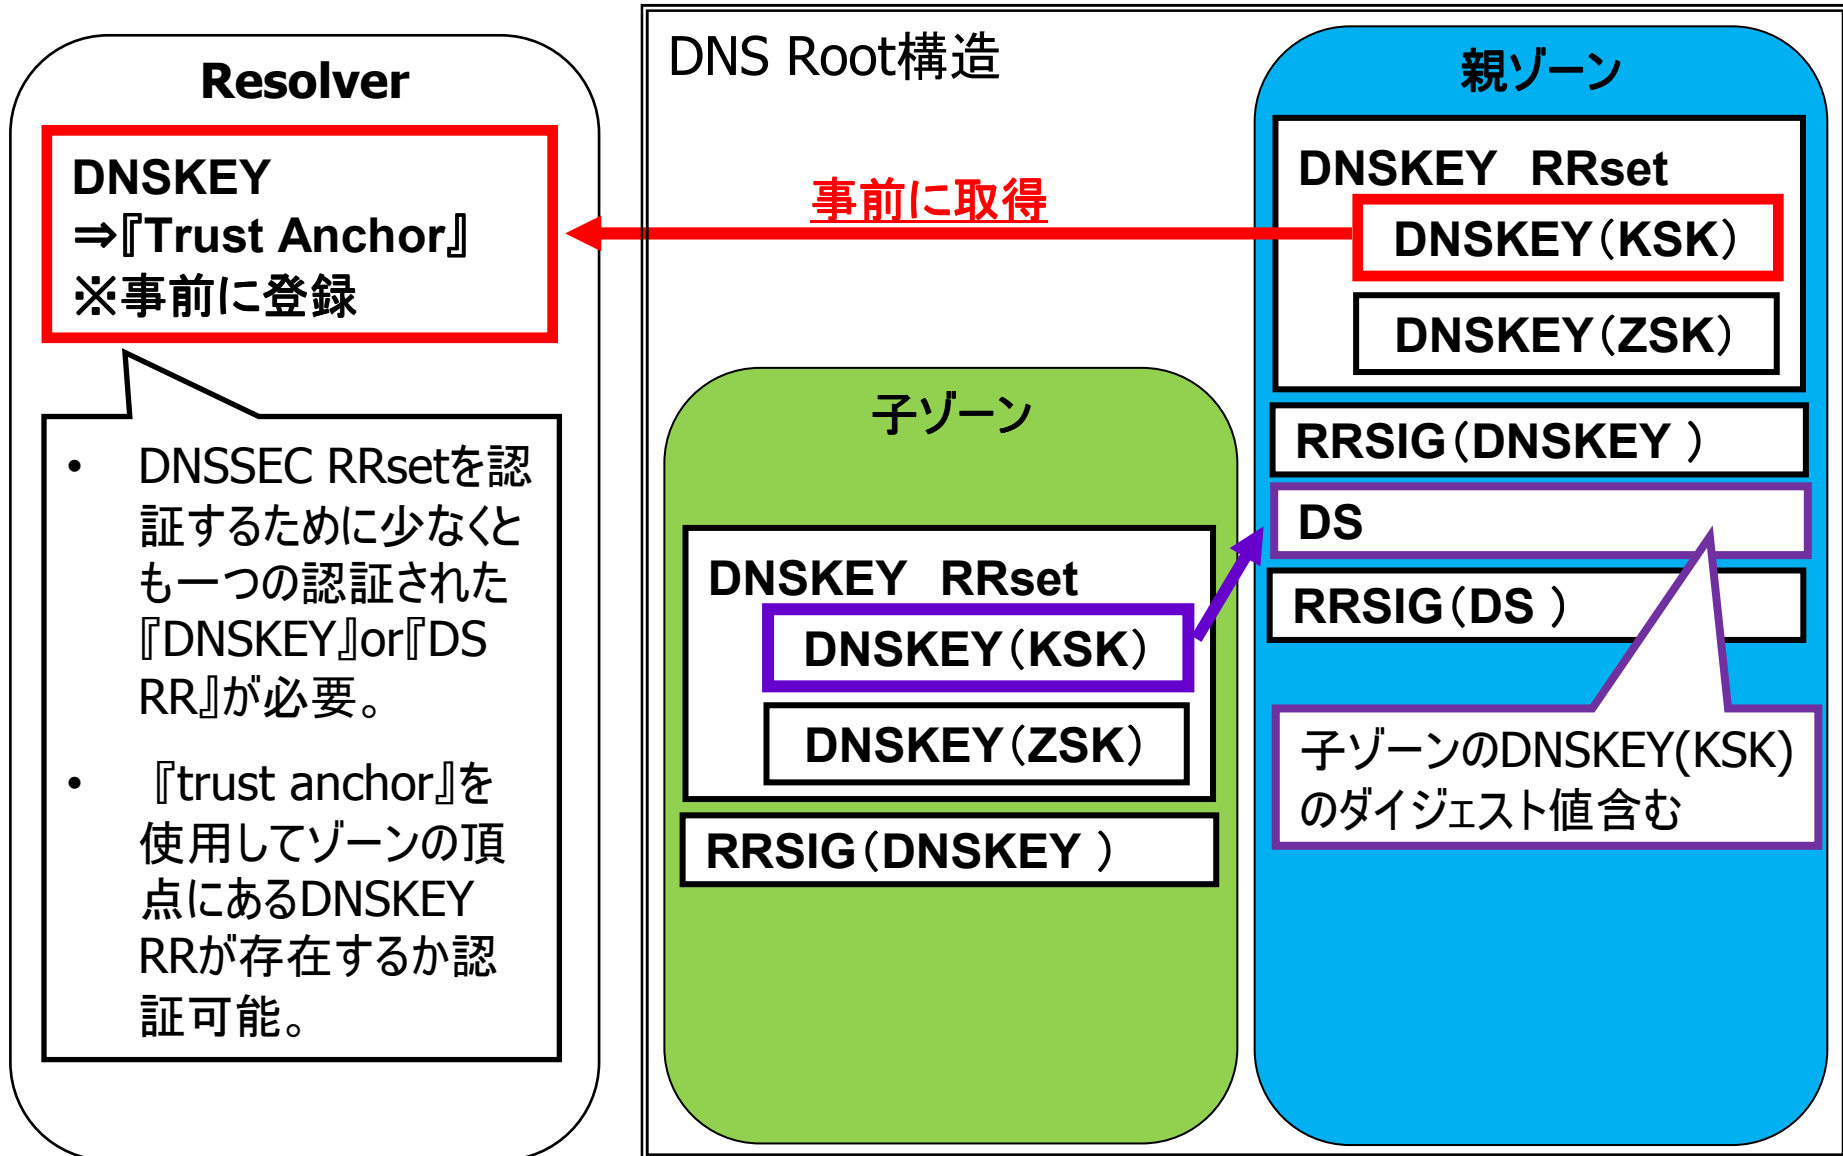 Resolver
DNSKEY
⇒『Trust Anchor』
※事前に登録
• DNSSEC RRsetを認
証するために少なくと
も一つの認証された
『DNSKEY』or『DS
RR』が必要。
• 『trust anchor』を
使用してゾーンの頂
点にあるDNSKEY
RRが存在するか認
証可能。
DNS Root構造
事前に取得
子ゾーン
DNSKEY　RRset
DNSKEY（KSK）
DNSKEY（ZSK）
RRSIG（DNSKEY ）
親ゾーン
DNSKEY　RRset
DNSKEY（KSK）
DNSKEY（ZSK）
RRSIG（DNSKEY ）
DS
RRSIG（DS ）
子ゾーンのDNSKEY(KSK)
のダイジェスト値含む